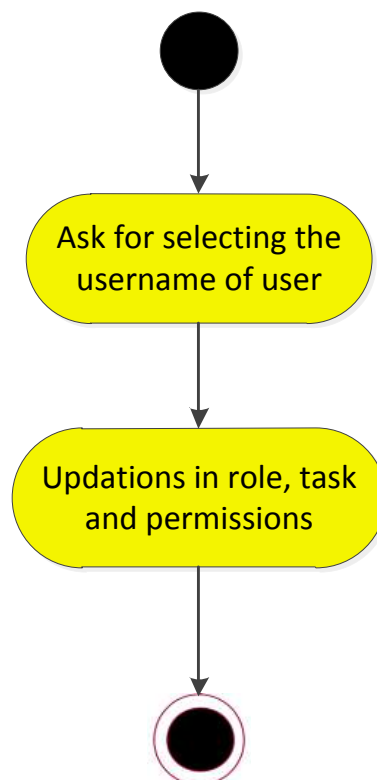 Ask for selecting the
username of user
Updations in role, task
and permissions